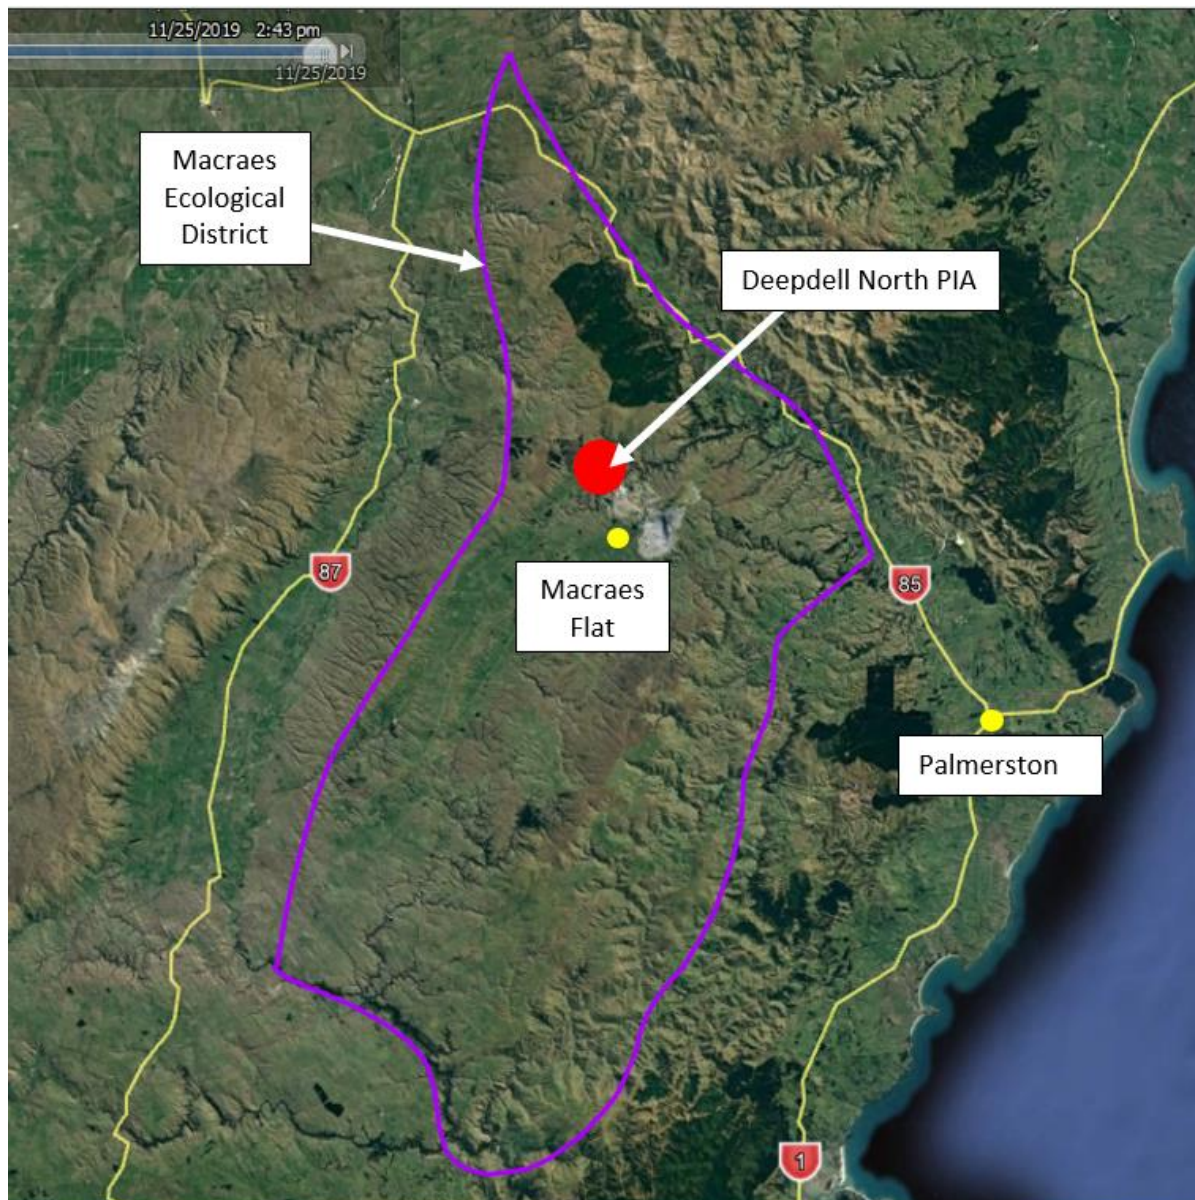 11/25/2019 2:43 pm
11/25/2019
Macraes
Ecological
District
Deepdell North PIA
87
Macraes
Flat
85
Palmerston
1